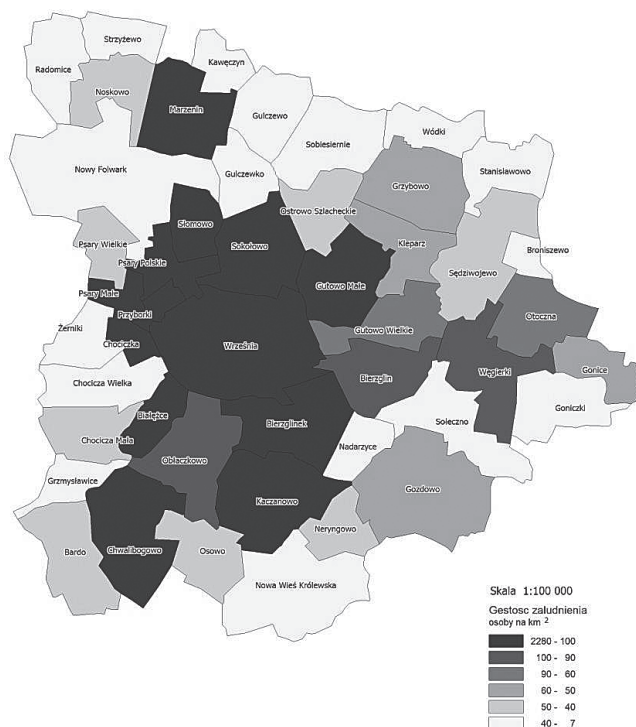 Strzyżewo
Radomice
Kawęczyn
Noskowo
Marzenin
Gulczewo
Wódki
Sobiesiernie
Nowy Folwark
Gulczewko
Stanisławowo
Grzybowo
Słomowo
Ostrowo Szlacheckie
Psary Wielkie
Sokołowo
Kleparz
Broniszewo
Psary Polskie
Sędziwojewo
Gutowo Małe
Psary Małe
Przyborki
Otoczna
Żerniki
Gutowo Wielkie
Chociczka
Września
Węgierki
Gonice
Bierzglin
Chocicza Wielka
Goniczki
Białężce
Bierzglinek
Sołeczno
Chocicza Mała
Nadarzyce
Obłaczkowo
Grzmysławice
Gozdowo
Kaczanowo
Neryngowo
Bardo
Chwalibogowo
Osowo
Nowa Wieś Królewska
Skala 1:100 000
Gestosc zaludnienia
osoby na km 2
2280 - 100
100 - 90
90 - 60
60 - 50
50 - 40
40 - 7